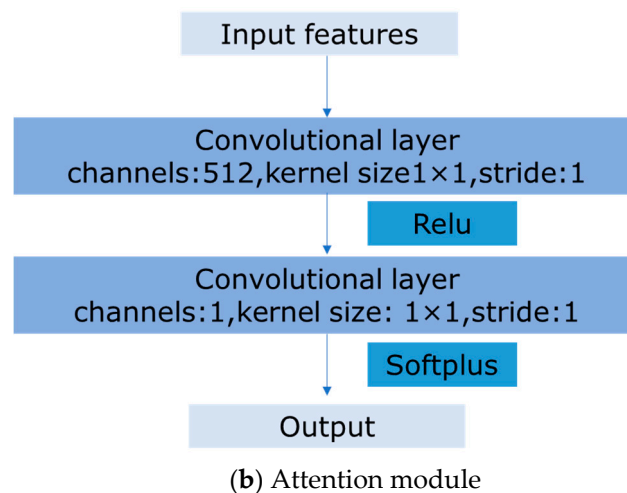 Input features
Convolutional layer
channels:512,kernel size1×1,stride:1
Relu
Convolutional layer
channels:1,kernel size: 1×1,stride:1
Softplus
Output
(b) Attention module